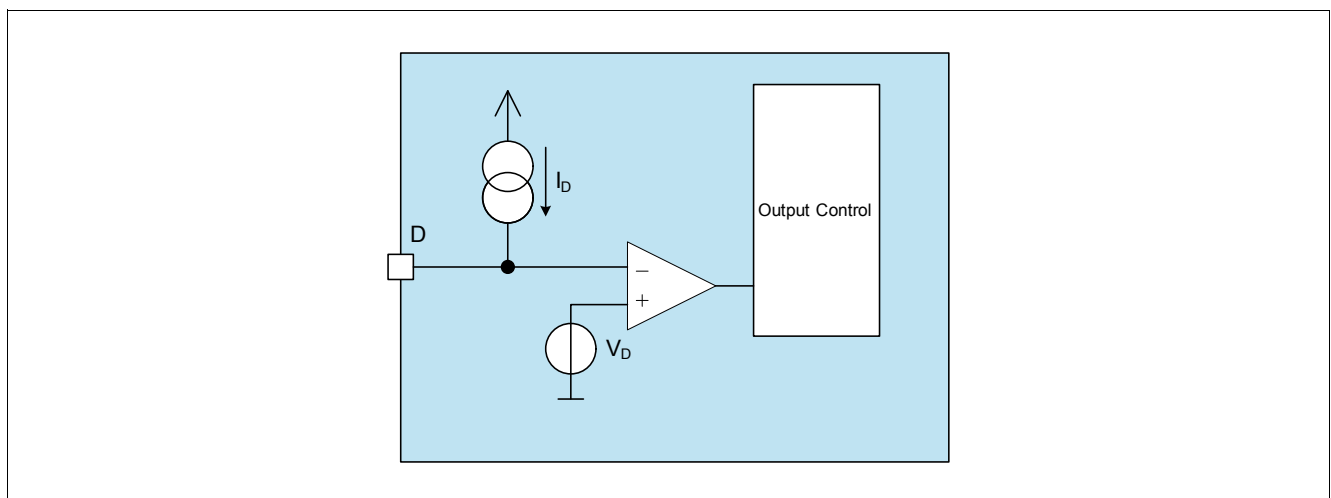 I_D
Output Control
D
−
+
V_D